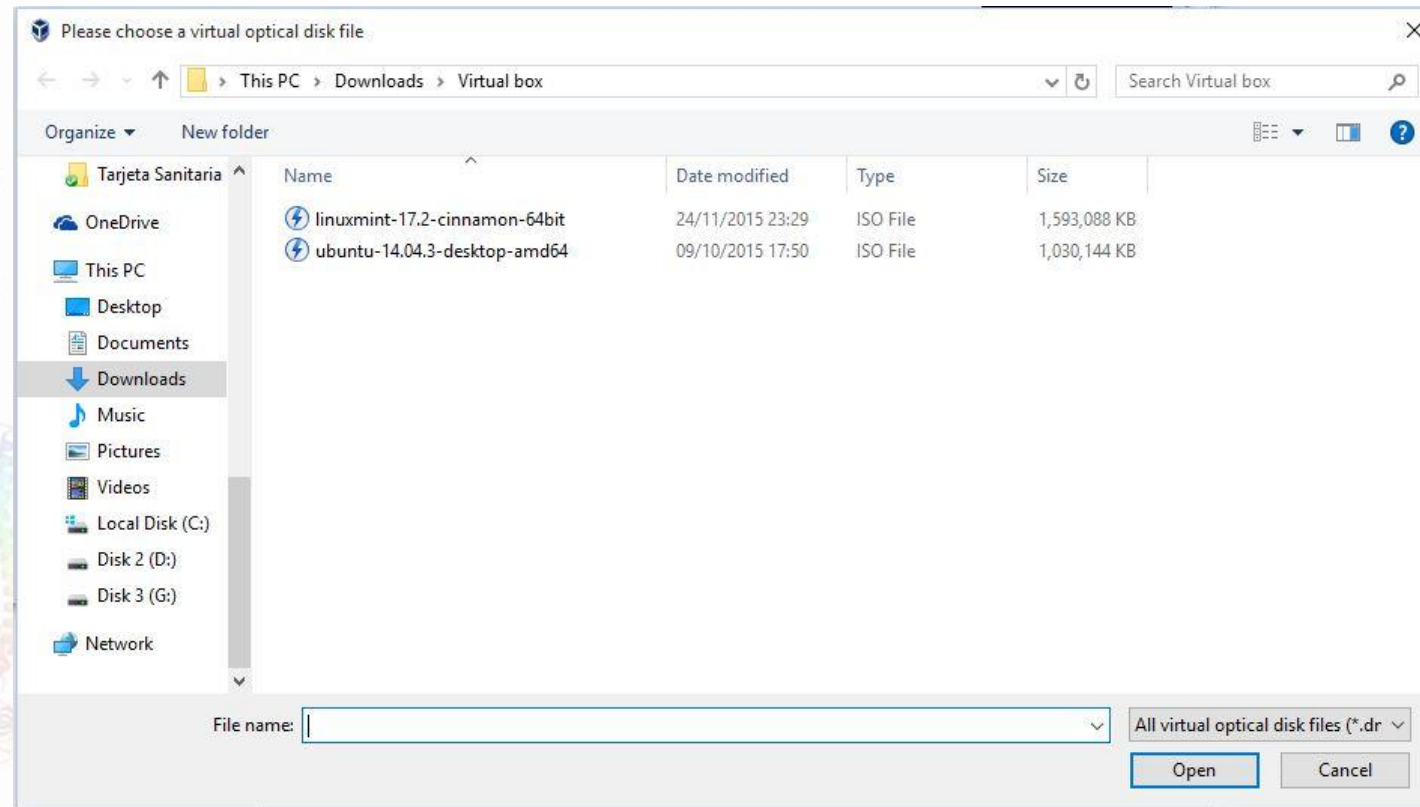 Please choose a virtual optical disk file
This PC > Downloads > Virtual box
Search Virtual box
Organize
New folder
Name Date modified Type Size
linuxmint-17.2-cinnamon-64bit 24/11/2015 23:29 ISO File 1,593,088 KB
ubuntu-14.04.3-desktop-amd64 09/10/2015 17:50 ISO File 1,030,144 KB
Tarjeta Sanitaria
OneDrive
This PC
Desktop
Documents
Downloads
Music
Pictures
Videos
Local Disk (C:)
Disk 2 (D:)
Disk 3 (G:)
Network
File name:
All virtual optical disk files (*.dr
Open Cancel